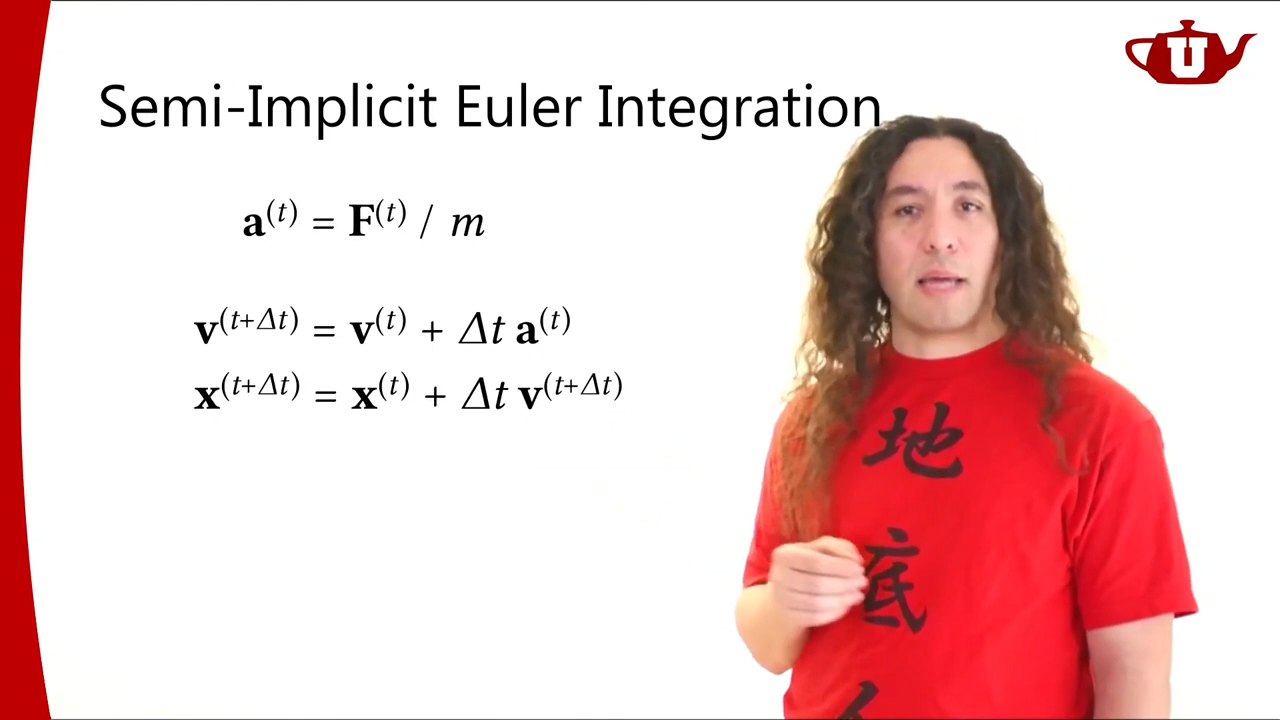 U
Semi-Implicit Euler Integration
a(t) = F(t) / m
v(t+Δt) = v(t) + Δt a(t)
x(t+Δt) = x(t) + Δt v(t+Δt)
地
底